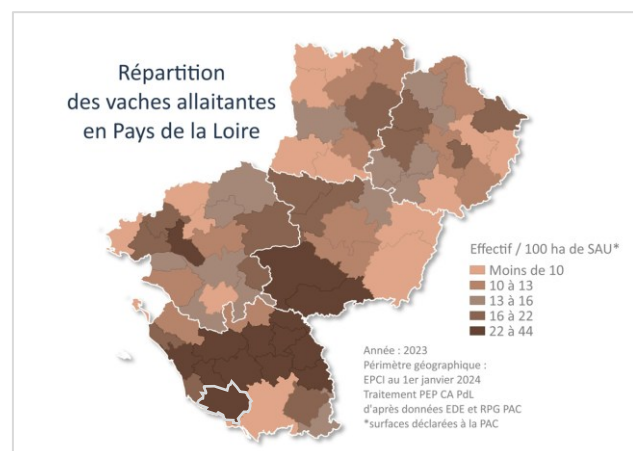 Répartition
des vaches allaitantes
en Pays de la Loire
Effectif / 100 ha de SAU*
Moins de 10
10 à 13
13 à 16
16 à 22
22 à 44
Année : 2023
Périmètre géographique :
EPCI au 1er janvier 2024
Traitement PEP CA PdL
d'après données EDE et RPG PAC
*surfaces déclarées à la PAC